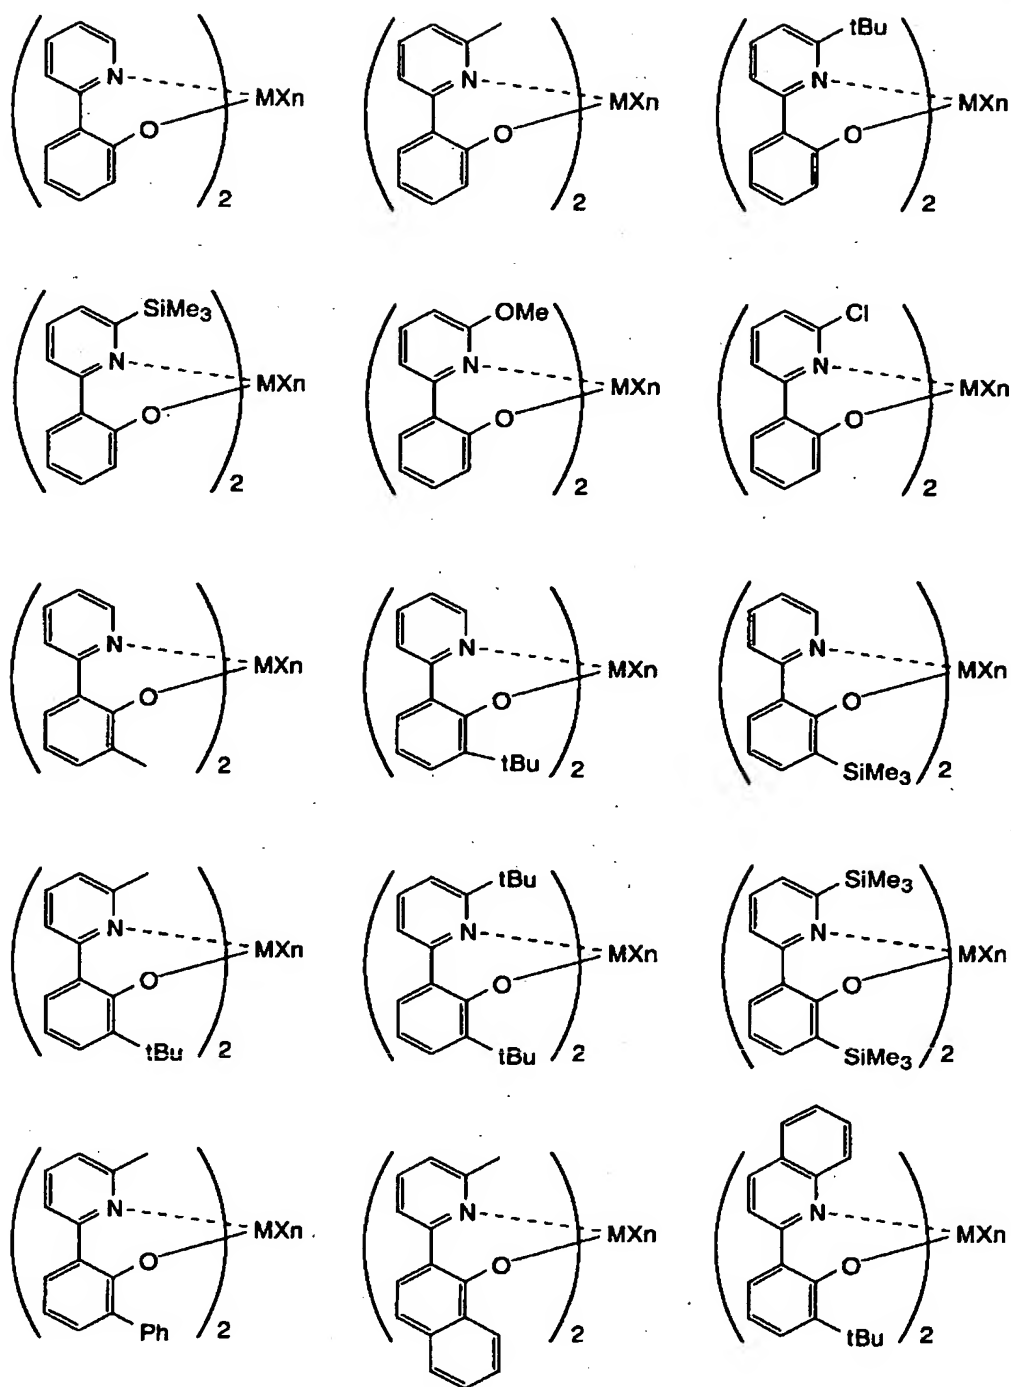 N O MXn 2
N O MXn 2
tBu N O MXn 2
SiMe3 N O MXn 2
OMe N O MXn 2
Cl N O MXn 2
N O MXn 2
N O MXn tBu 2
N O MXn SiMe3 2
N O MXn tBu 2
tBu N O MXn tBu 2
SiMe3 N O MXn SiMe3 2
N O MXn Ph 2
N O MXn 2
N O MXn tBu 2